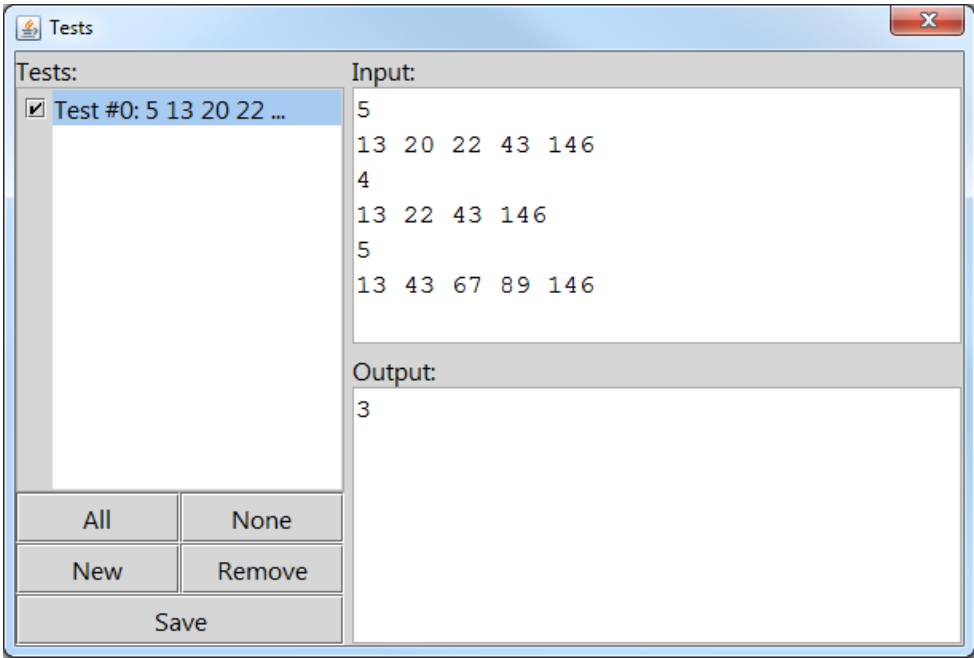 Tests
Tests:
Test #0: 5 13 20 22 ...
All
None
New
Remove
Save
Input:
5
13 20 22 43 146
4
13 22 43 146
5
13 43 67 89 146
Output:
3